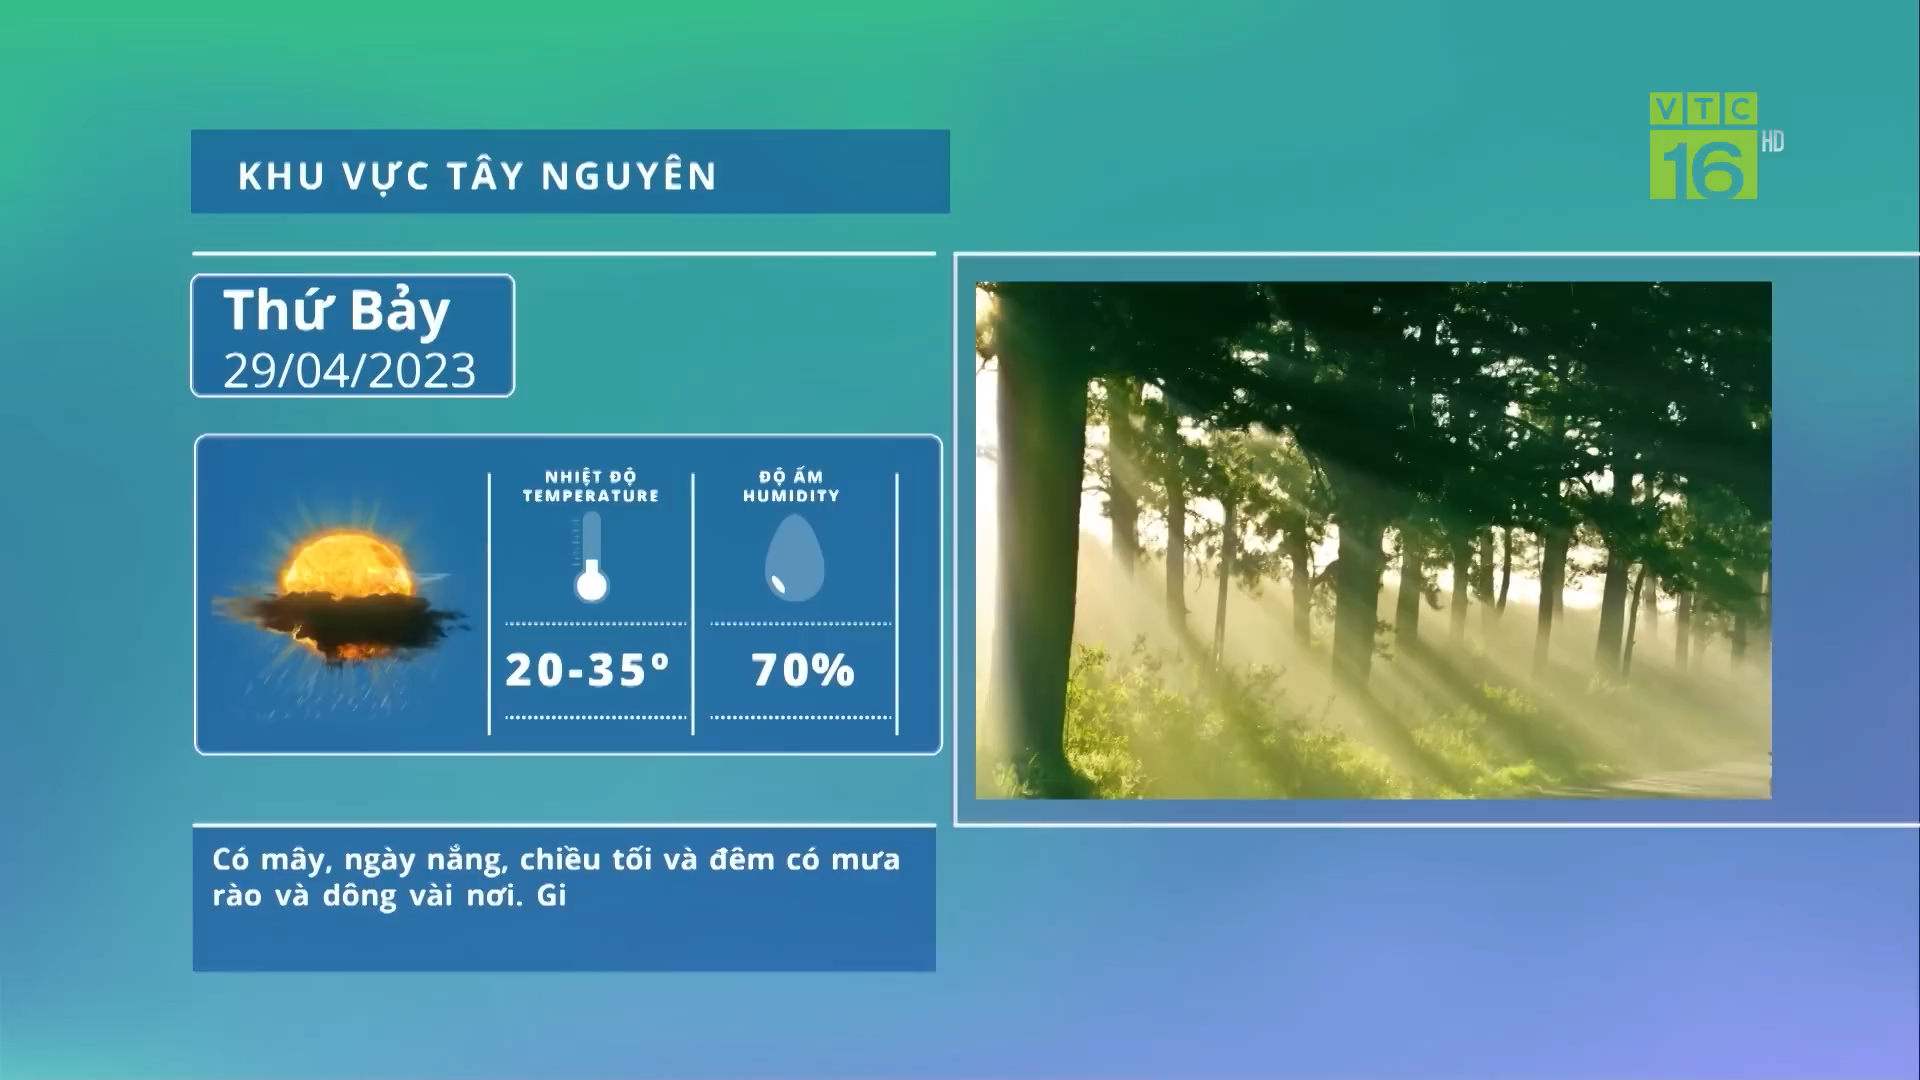 VTC
16 HD
KHU VỰC TÂY NGUYÊN
Thứ Bảy
29/04/2023
NHIỆT ĐỘ
TEMPERATURE
20-35º
ĐỘ ẨM
HUMIDITY
70%
Có mây, ngày nắng, chiều tối và đêm có mưa
rào và dông vài nơi. Gi